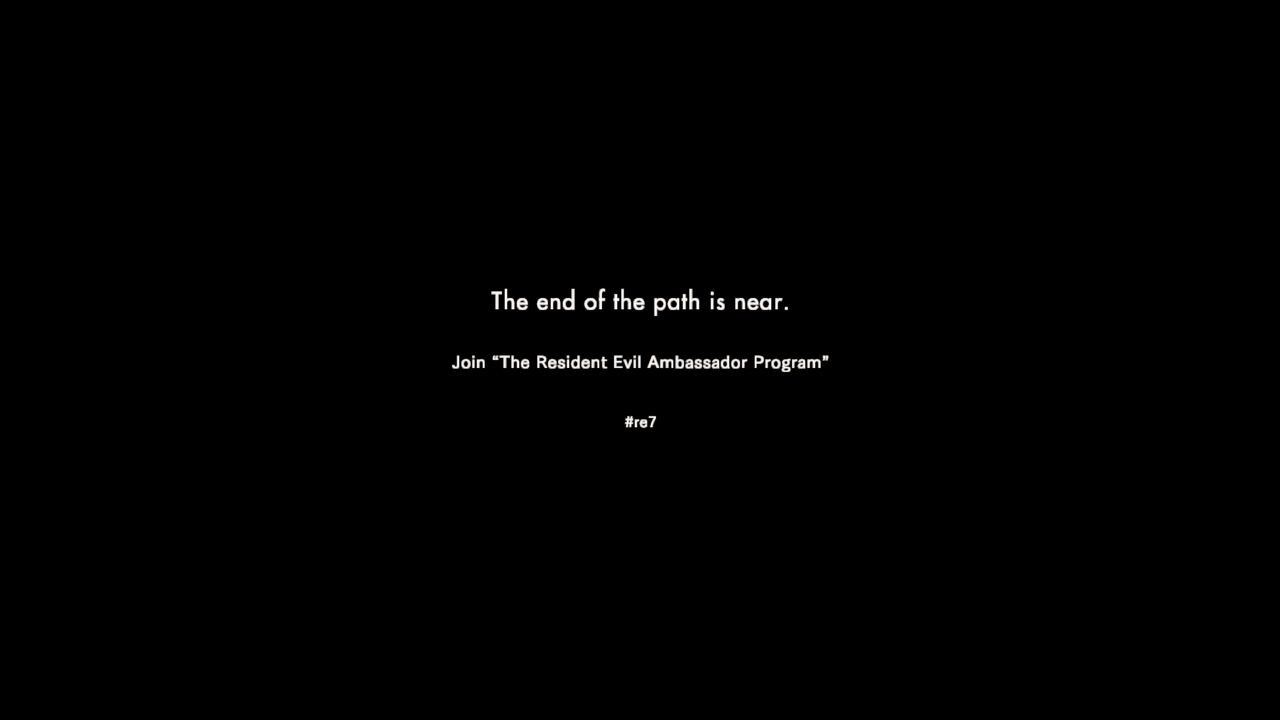 The end of the path is near.
Join “The Resident Evil Ambassador Program”
#re7